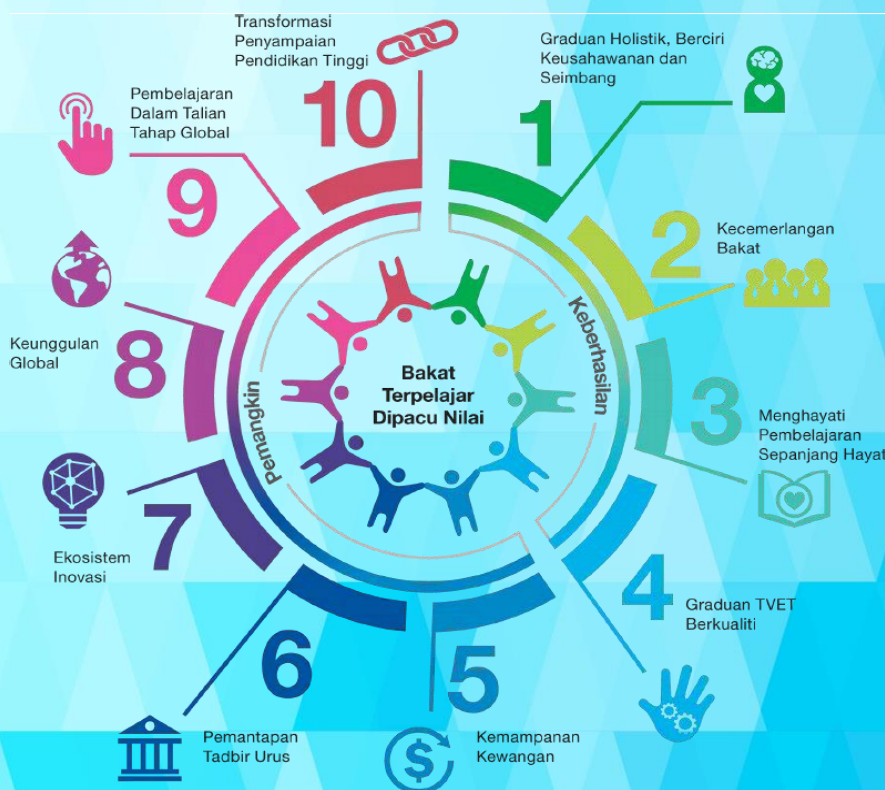 1
Graduan Holistik, Berciri
Keusahawanan dan
Seimbang
2
Kecemerlangan
Bakat
3
Menghayati
Pembelajaran
Sepanjang Hayat
4
Graduan TVET
Berkualiti
5
Kemampanan
Kewangan
6
Pemantapan
Tadbir Urus
7
Ekosistem
Inovasi
8
Keunggulan
Global
9
Pembelajaran
Dalam Talian
Tahap Global
10
Transformasi
Penyampaian
Pendidikan Tinggi
Pemangkin
Keberhasilan
Bakat
Terpelajar
Dipacu Nilai
$